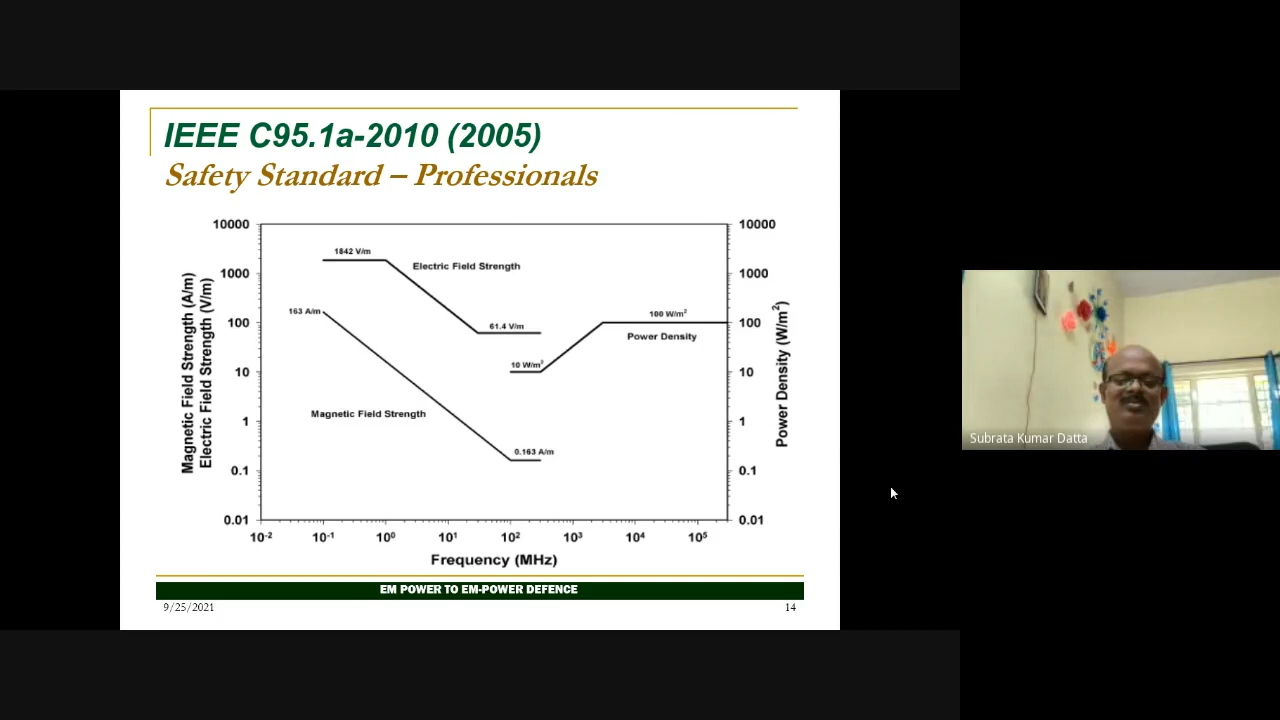 IEEE C95.1a-2010 (2005)
Safety Standard – Professionals
Magnetic Field Strength (A/m)
Electric Field Strength (V/m)
10000
1000
100
10
1
0.1
0.01
1842 V/m
Electric Field Strength
163 A/m
61.4 V/m
10 W/m²
100 W/m²
Power Density
Magnetic Field Strength
0.163 A/m
10000
1000
100
10
1
0.1
0.01
Power Density (W/m²)
10⁻² 10⁻¹ 10⁰ 10¹ 10² 10³ 10⁴ 10⁵
Frequency (MHz)
EM POWER TO EM-POWER DEFENCE
9/25/2021 14
Subrata Kumar Datta